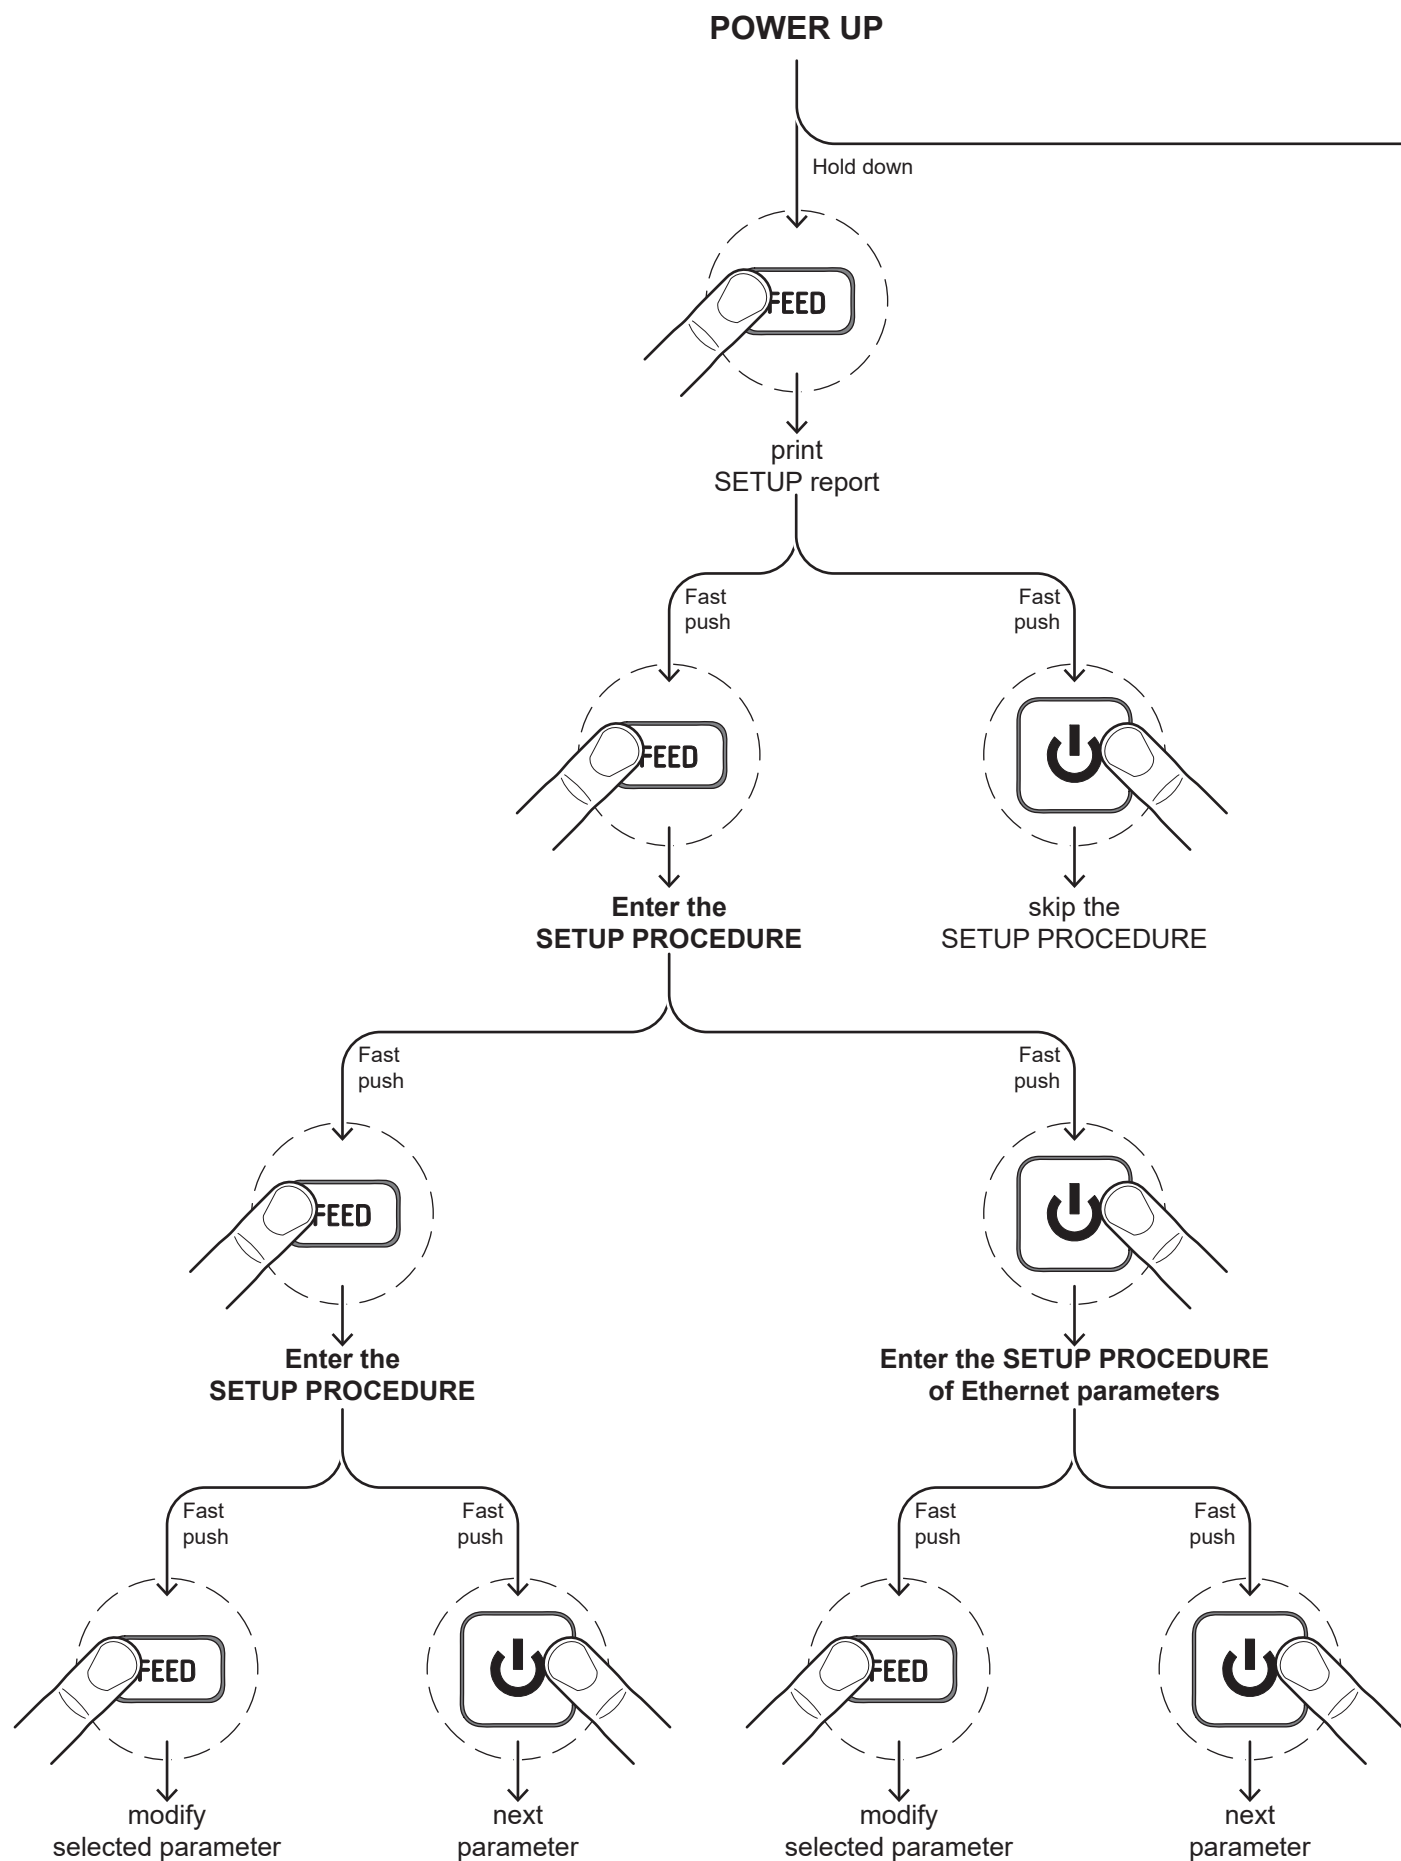 POWER UP
Hold down
FEED
print
SETUP report
Fast
push
Fast
push
FEED
Enter the
SETUP PROCEDURE
skip the
SETUP PROCEDURE
Fast
push
Fast
push
FEED
Enter the
SETUP PROCEDURE
Enter the SETUP PROCEDURE
of Ethernet parameters
Fast
push
Fast
push
Fast
push
Fast
push
FEED
FEED
modify
selected parameter
next
parameter
modify
selected parameter
next
parameter